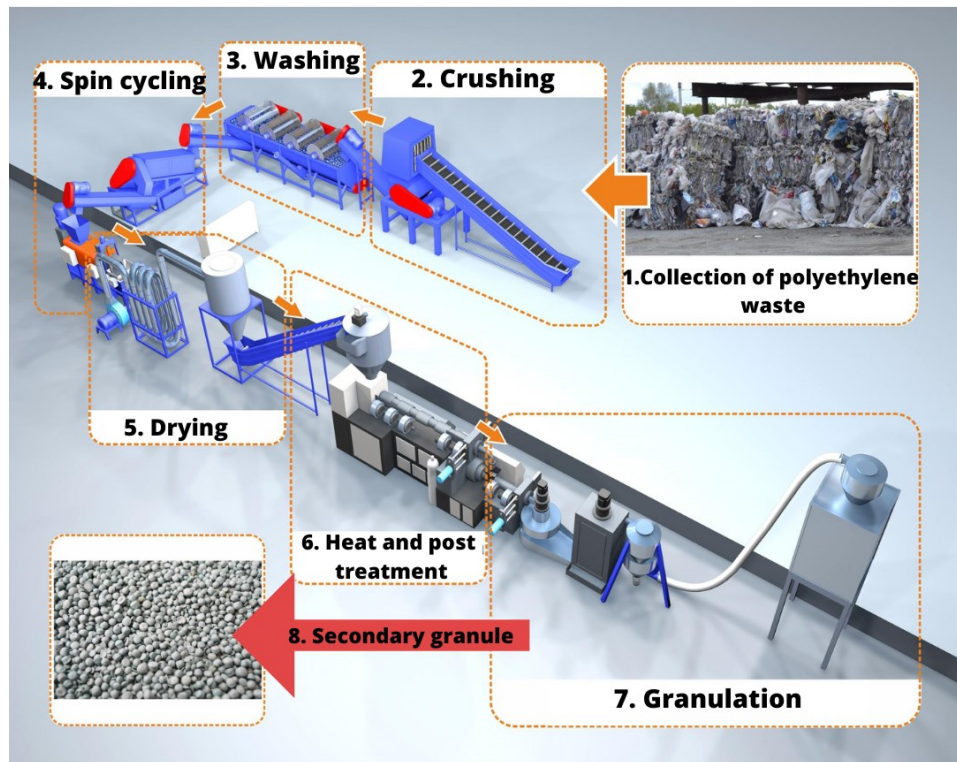 1.Collection of polyethylene
waste
2. Crushing
3. Washing
4. Spin cycling
5. Drying
6. Heat and post
treatment
7. Granulation
8. Secondary granule